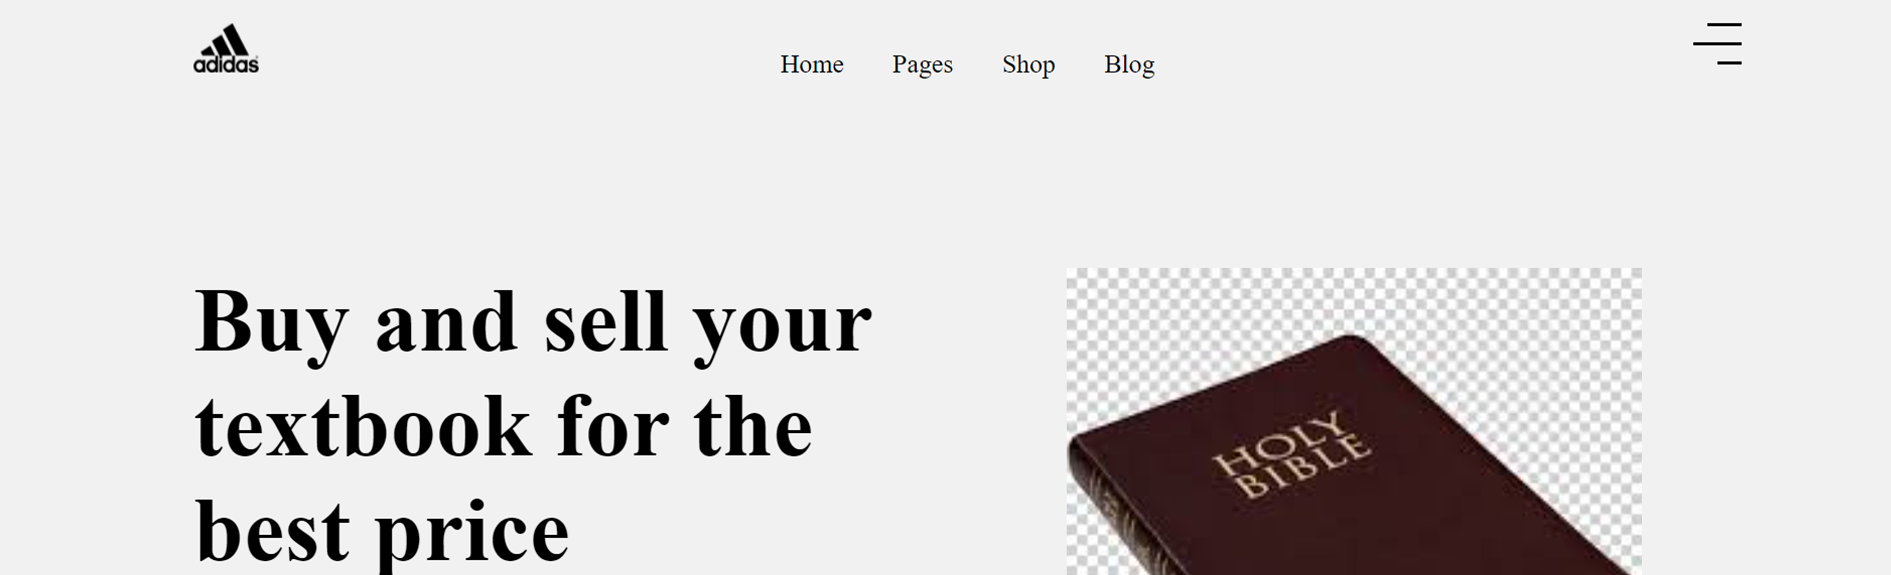 adidas
Home Pages Shop Blog
Buy and sell your
textbook for the
best price
HOLY
BIBLE